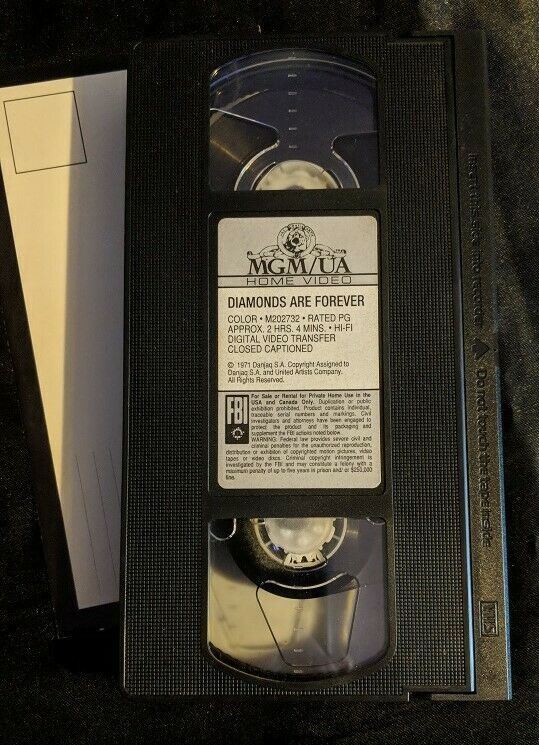 MGM/UA
HOME VIDEO
DIAMONDS ARE FOREVER
COLOR • M202732 • RATED PG
APPROX. 2 HRS. 4 MINS. • HI-FI
DIGITAL VIDEO TRANSFER
CLOSED CAPTIONED
© 1971 Danjaq S.A. Copyright Assigned to
Danjaq S.A. and United Artists Company.
All Rights Reserved.
FBI
For Sale or Rental for Private Home Use in the
USA and Canada Only. Duplication or public
exhibition prohibited. Product contains individual,
traceable serial numbers and markings. Civil
investigators and attorneys have been engaged to
protect the product and its packaging and
supplement the FBI actions noted below.
WARNING: Federal law provides severe civil and
criminal penalties for the unauthorized reproduction,
distribution or exhibition of copyrighted motion pictures, video
tapes or video discs. Criminal copyright infringement is
investigated by the FBI and may constitute a felony with a
maximum penalty of up to five years in prison and/ or $250,000
fine.
Insert this side into recorder
Do not touch the tape inside
VHS